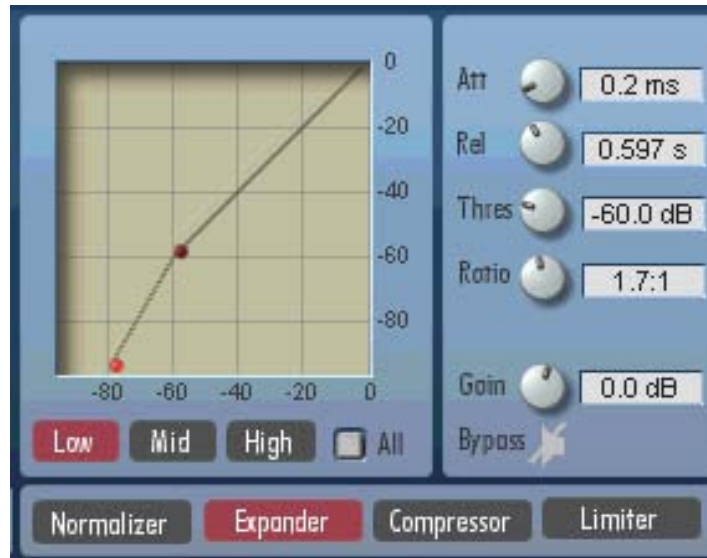 0
-20
-40
-60
-80
-80 -60 -40 -20 0
Low Mid High All
Att 0.2 ms
Rel 0.597 s
Thres -60.0 dB
Ratio 1.7:1
Gain 0.0 dB
Bypass
Normalizer Expander Compressor Limiter